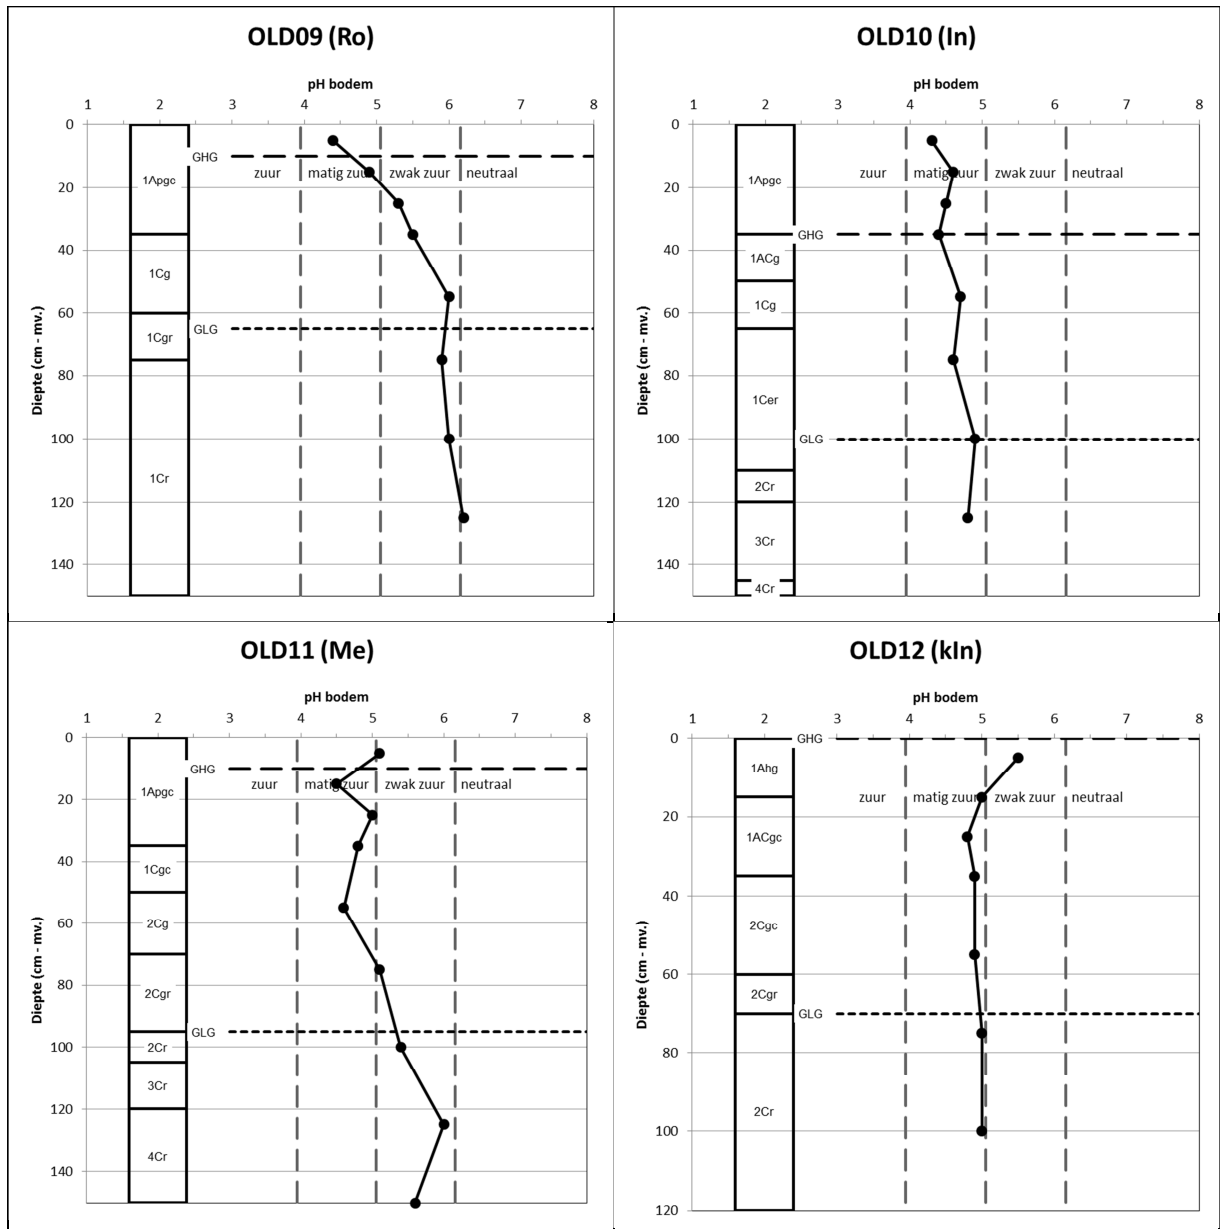 OLD09 (Ro)
pH bodem
1 2 3 4 5 6 7 8
0
GHG
zuur matig zuur zwak zuur neutraal
1Apgc
20
40
1Cg
60
GLG
1Cgr
80
100
1Cr
120
140
Diepte (cm - mv.)
OLD10 (In)
pH bodem
1 2 3 4 5 6 7 8
0
zuur matig zuur zwak zuur neutraal
1Apgc
20
GHG
40
1ACg
1Cg
60
80
1Cer
100
GLG
2Cr
120
3Cr
140
4Cr
Diepte (cm - mv.)
OLD11 (Me)
pH bodem
1 2 3 4 5 6 7 8
0
GHG
zuur matig zuur zwak zuur neutraal
1Apgc
20
40
1Cgc
60
2Cg
80
2Cgr
GLG
100
2Cr
3Cr
120
4Cr
140
Diepte (cm - mv.)
OLD12 (kIn)
pH bodem
1 2 3 4 5 6 7 8
0
GHG
1Ahg
zuur matig zuur zwak zuur neutraal
20
1ACgc
40
2Cgc
60
2Cgr
GLG
80
2Cr
100
120
Diepte (cm - mv.)